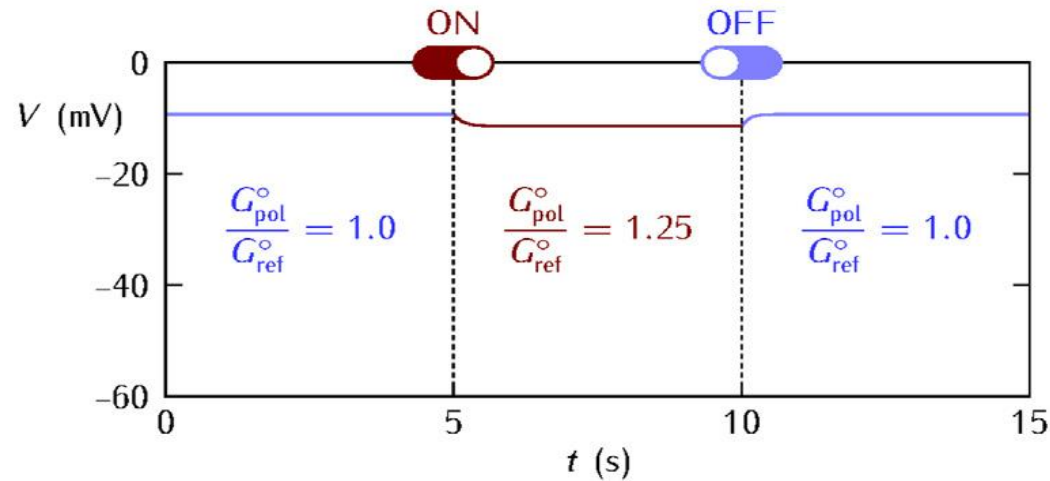 ON OFF
0
V (mV)
−20
G°pol / G°ref = 1.0 G°pol / G°ref = 1.25 G°pol / G°ref = 1.0
−40
−60
0 5 10 15
t (s)